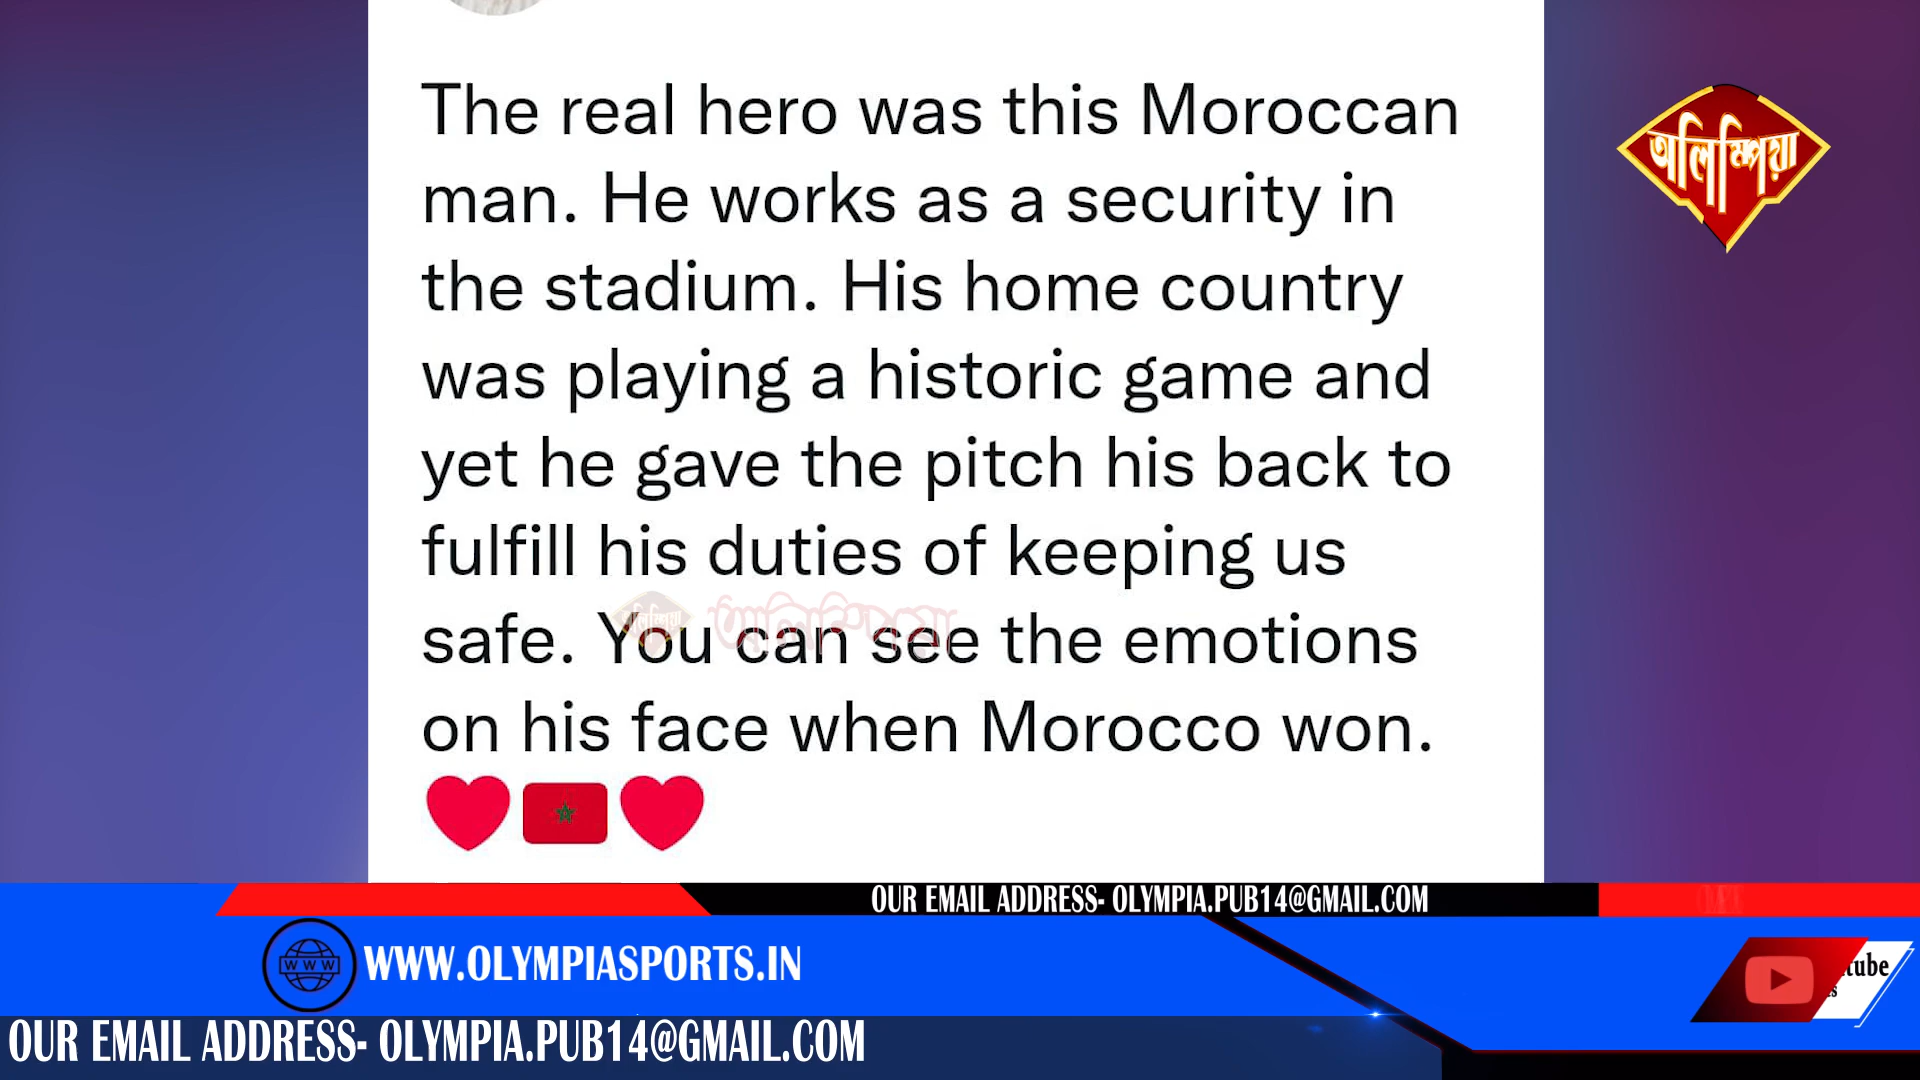 The real hero was this Moroccan
man. He works as a security in
the stadium. His home country
was playing a historic game and
yet he gave the pitch his back to
fulfill his duties of keeping us
safe. You can see the emotions
on his face when Morocco won.
অলিম্পিয়া
অলিম্পিয়া
OUR EMAIL ADDRESS- OLYMPIA.PUB14@GMAIL.COM
WWW
WWW.OLYMPIASPORTS.IN
OUR EMAIL ADDRESS- OLYMPIA.PUB14@GMAIL.COM